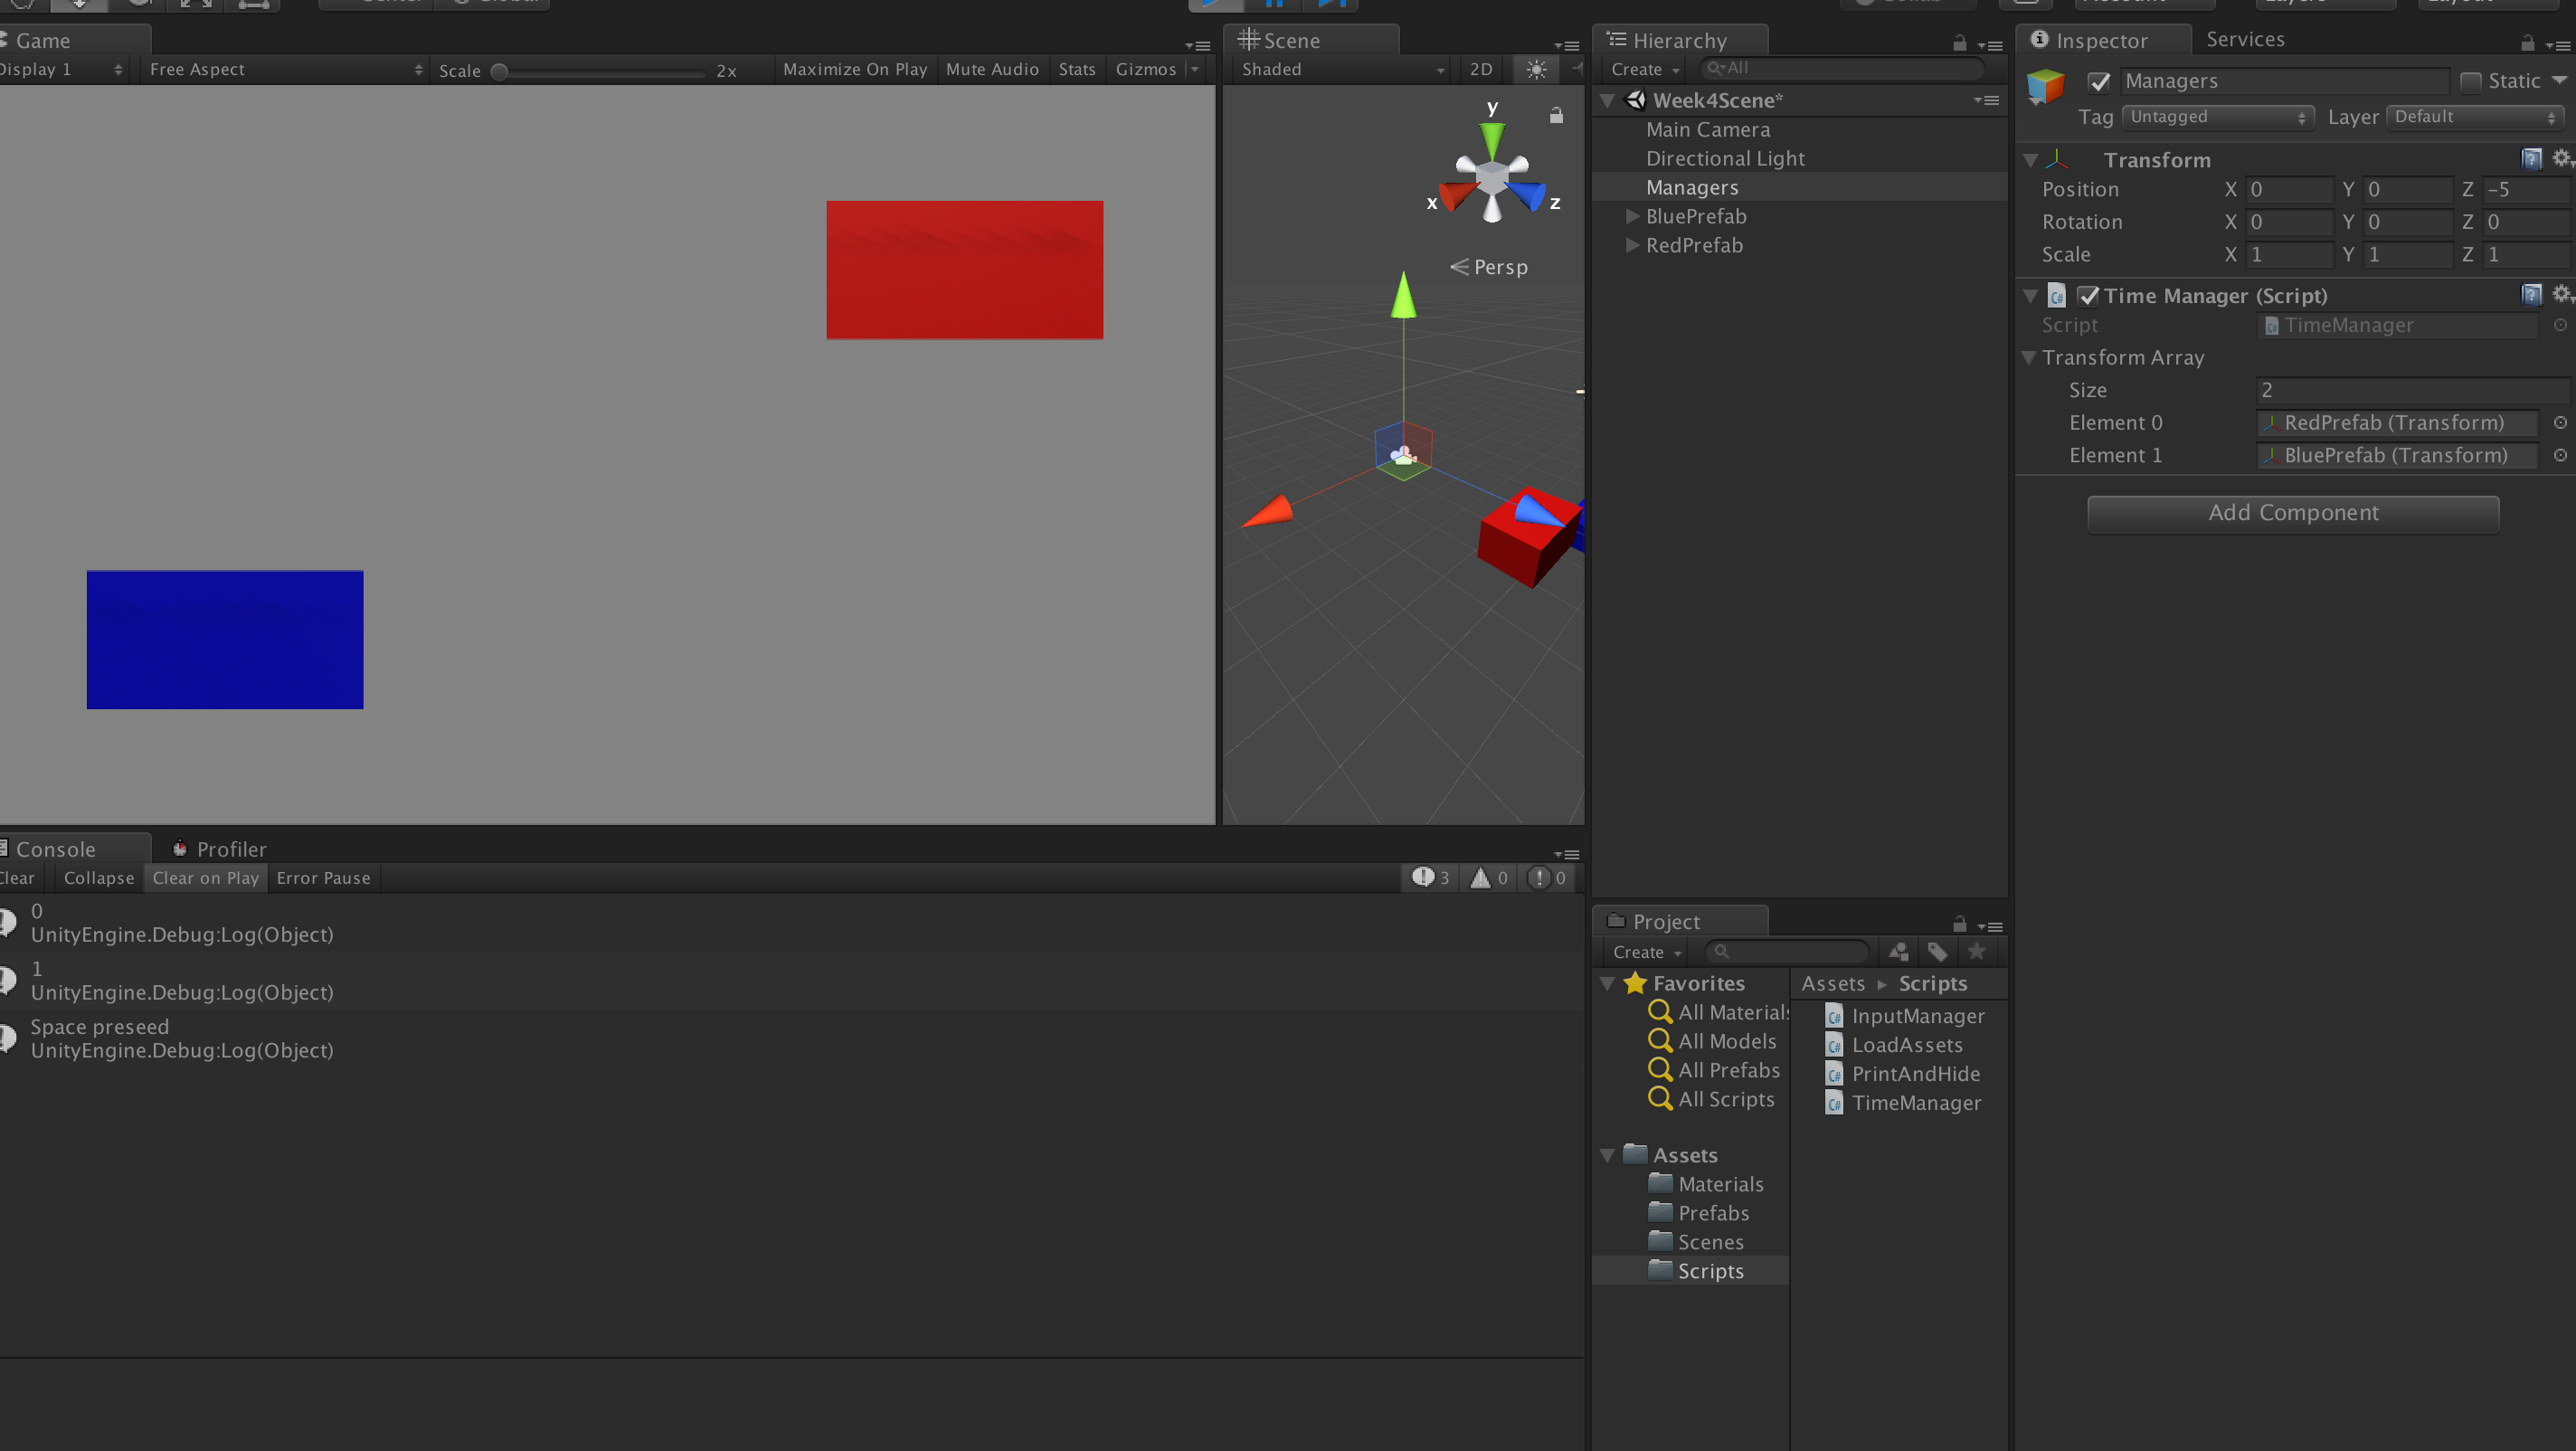 Game
Display 1
Free Aspect
Scale
2x
Maximize On Play
Mute Audio
Stats
Gizmos
Scene
Shaded
2D
y
x
z
Persp
Hierarchy
Create
All
Week4Scene*
Main Camera
Directional Light
Managers
BluePrefab
RedPrefab
Inspector
Services
Managers
Static
Tag
Untagged
Layer
Default
Transform
Position X 0 Y 0 Z -5
Rotation X 0 Y 0 Z 0
Scale X 1 Y 1 Z 1
Time Manager (Script)
Script TimeManager
Transform Array
Size 2
Element 0 RedPrefab (Transform)
Element 1 BluePrefab (Transform)
Add Component
Console
Profiler
Clear
Collapse
Clear on Play
Error Pause
3
0
0
0
UnityEngine.Debug:Log(Object)
1
UnityEngine.Debug:Log(Object)
Space preseed
UnityEngine.Debug:Log(Object)
Project
Create
Favorites
All Materials
All Models
All Prefabs
All Scripts
Assets
Materials
Prefabs
Scenes
Scripts
Assets
Scripts
InputManager
LoadAssets
PrintAndHide
TimeManager